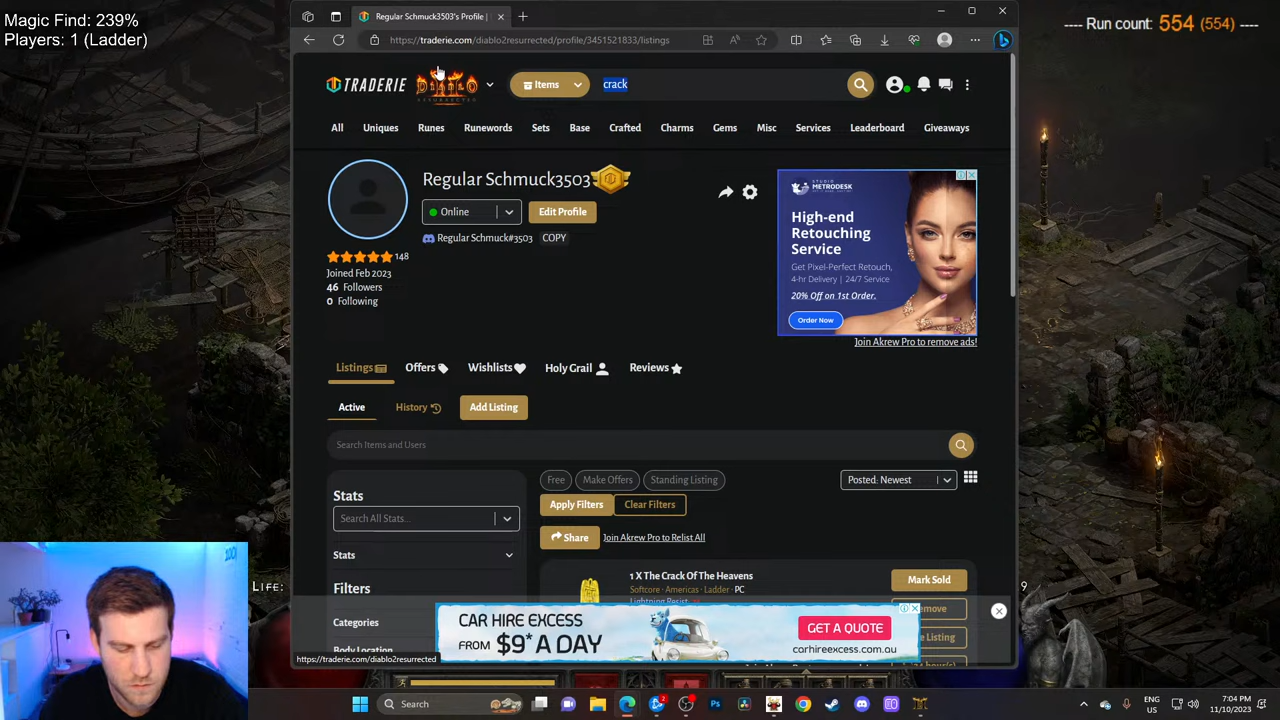 Magic Find: 239%
Players: 1 (Ladder)
---- Run count: 554 (554) ----
Regular Schmuck3503's Profile |
https://traderie.com/diablo2resurrected/profile/3451521833/listings
TRADERIE
DIABLO
RESURRECTED
Items
crack
All
Uniques
Runes
Runewords
Sets
Base
Crafted
Charms
Gems
Misc
Services
Leaderboard
Giveaways
Regular Schmuck3503
Online
Edit Profile
Regular Schmuck#3503
COPY
148
Joined Feb 2023
46 Followers
0 Following
STUDIO
METRODESK
High-end
Retouching
Service
Get Pixel-Perfect Retouch,
4-hr Delivery | 24/7 Service
20% Off on 1st Order.
Order Now
Join Akrew Pro to remove ads!
Listings
Offers
Wishlists
Holy Grail
Reviews
Active
History
Add Listing
Search Items and Users
Stats
Search All Stats...
Stats
Filters
Categories
Free
Make Offers
Standing Listing
Posted: Newest
Apply Filters
Clear Filters
Share
Join Akrew Pro to Relist All
1 X The Crack Of The Heavens
Softcore · Americas · Ladder · PC
Mark Sold
LIFE:
CAR HIRE EXCESS
FROM $9* A DAY
GET A QUOTE
carhireexcess.com.au
https://traderie.com/diablo2resurrected
Search
2
ENG
US
7:04 PM
11/10/2023